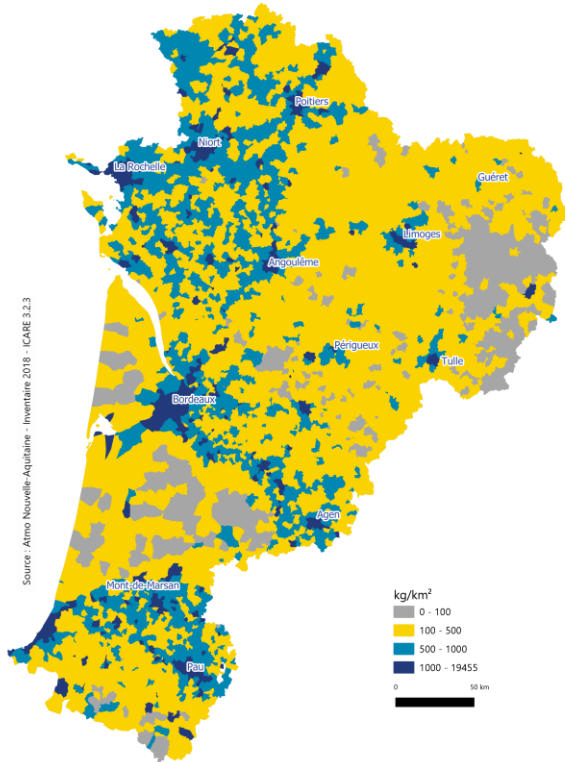 Poitiers
Niort
La Rochelle
Guéret
Limoges
Angoulême
Périgueux
Tulle
Bordeaux
Agen
Mont-de-Marsan
Pau
Source : Atmo Nouvelle-Aquitaine - Inventaire 2018 - ICARE 3.2.3
kg/km²
0 - 100
100 - 500
500 - 1000
1000 - 19455
0 50 km